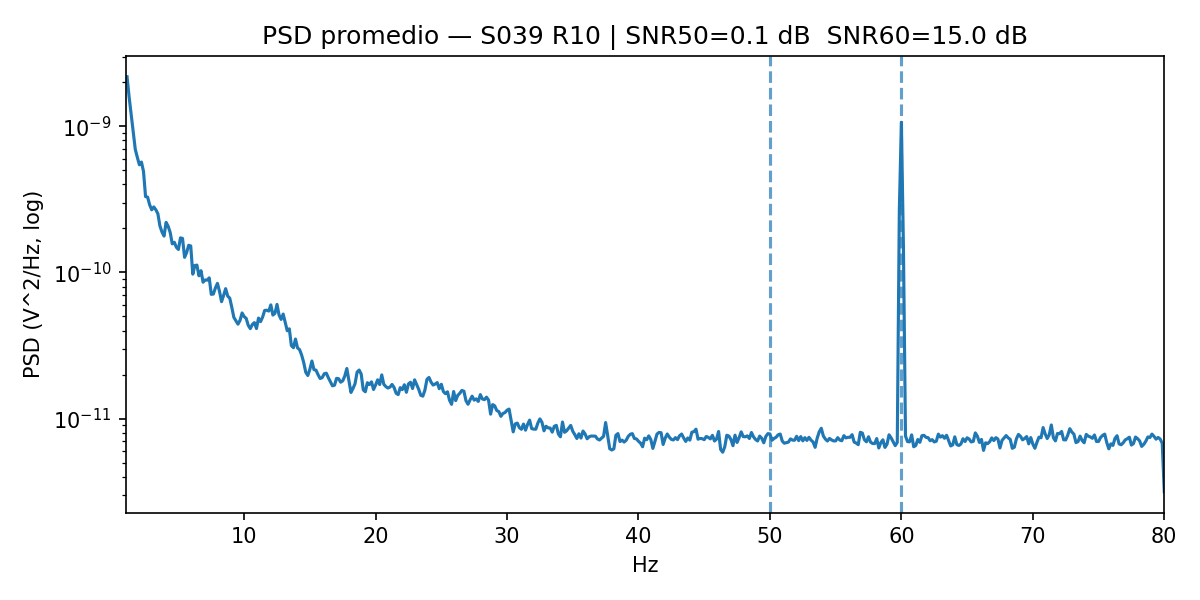 PSD promedio — S039 R10 | SNR50=0.1 dB  SNR60=15.0 dB
PSD (V^2/Hz, log)
10⁻⁹
10⁻¹⁰
10⁻¹¹
10 20 30 40 50 60 70 80
Hz